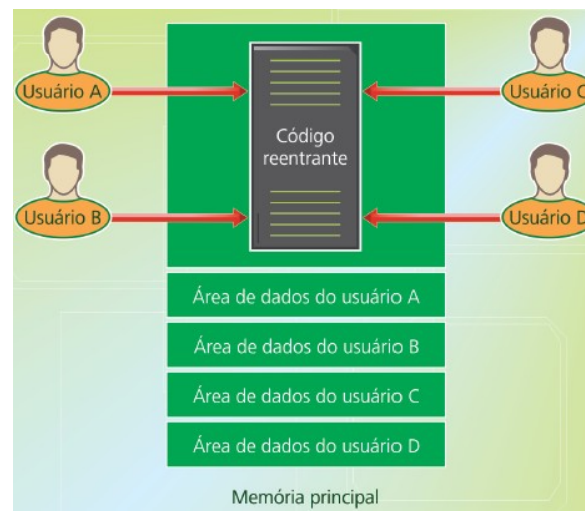 Usuário A
Usuário C
Código
reentrante
Usuário B
Usuário D
Área de dados do usuário A
Área de dados do usuário B
Área de dados do usuário C
Área de dados do usuário D
Memória principal